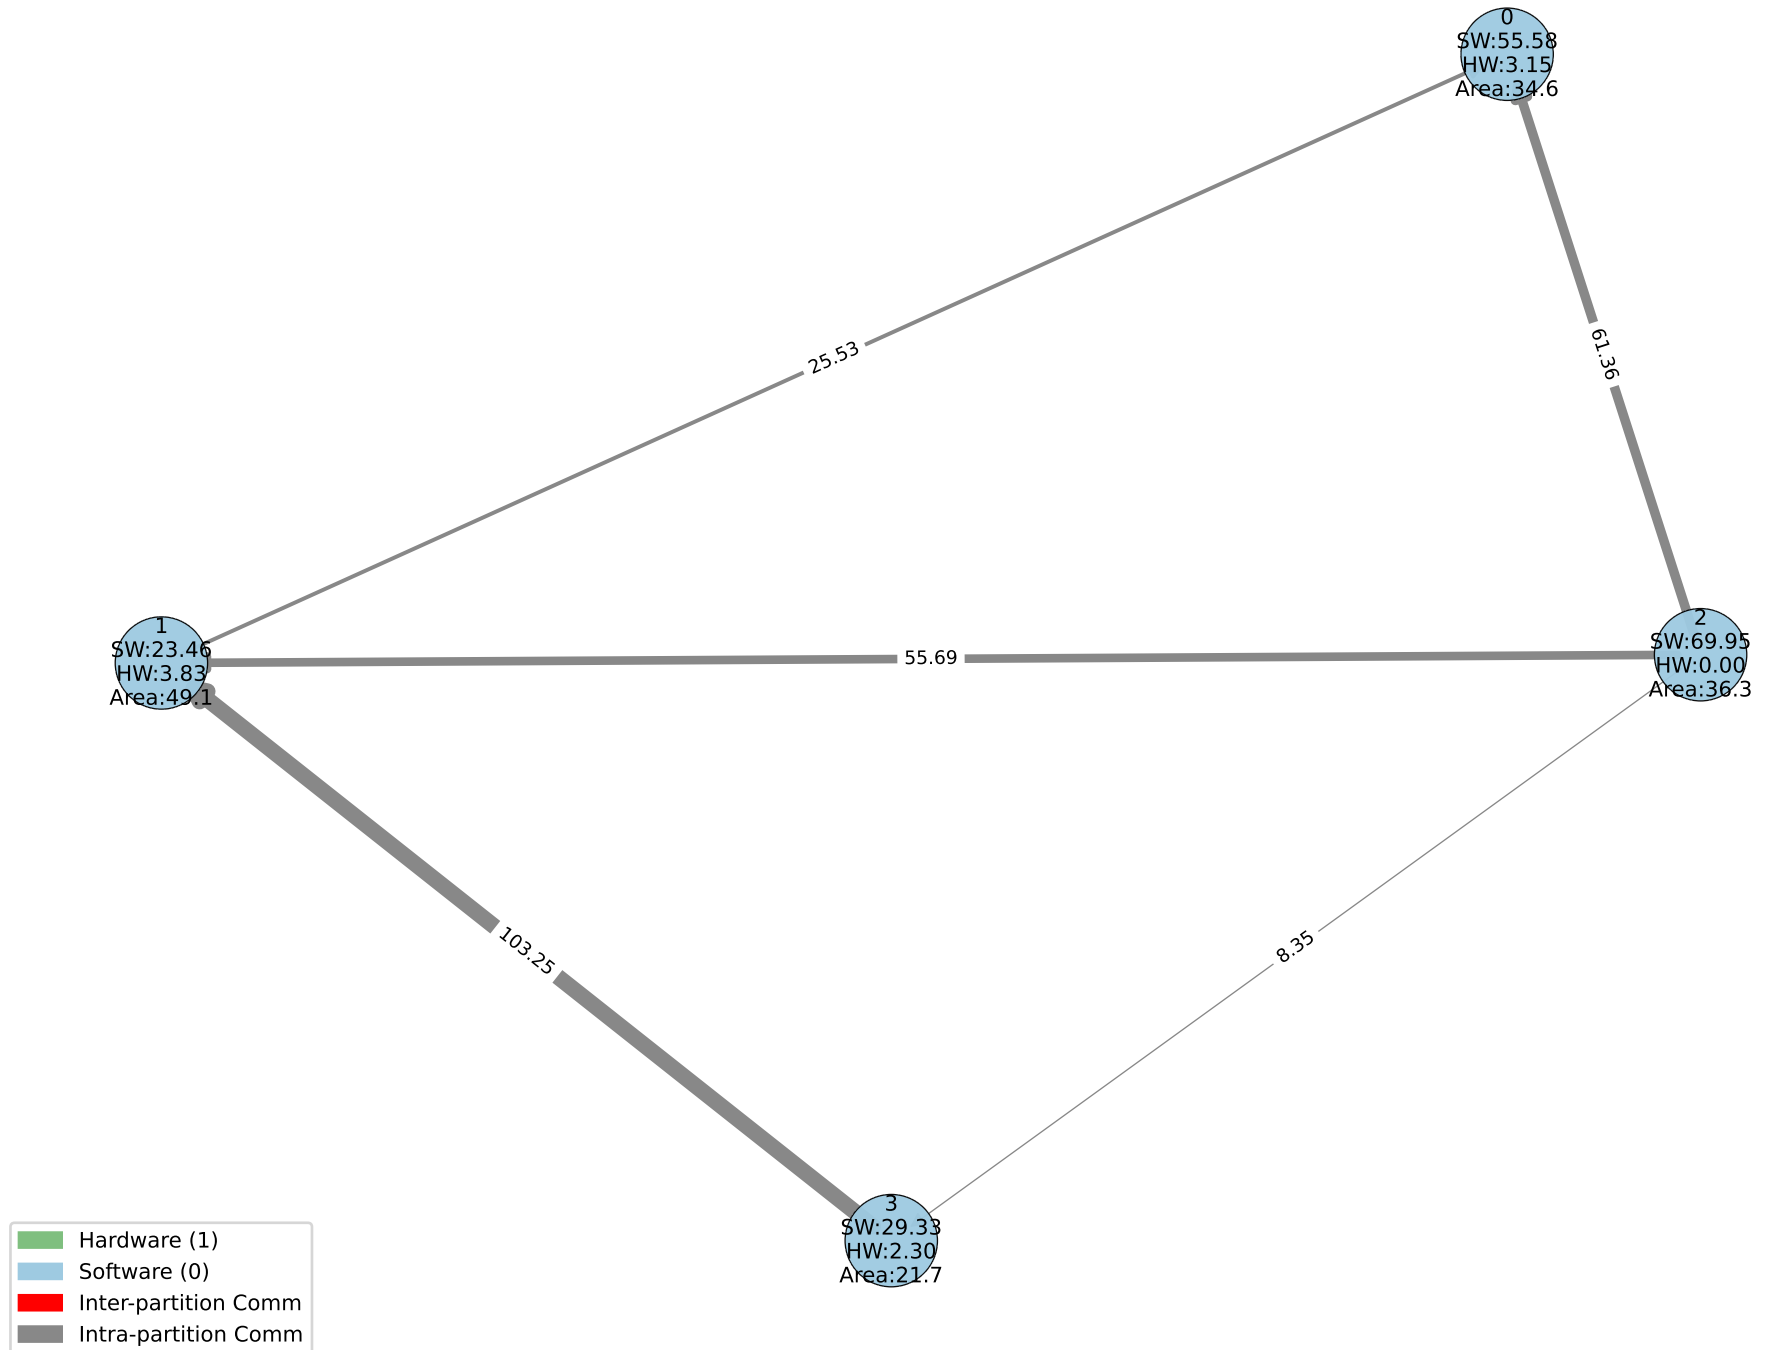 0
SW:55.58
HW:3.15
Area:34.6
25.53
61.36
1
SW:23.46
HW:3.83
Area:49.1
55.69
2
SW:69.95
HW:0.00
Area:36.3
103.25
8.35
3
SW:29.33
HW:2.30
Area:21.7
Hardware (1)
Software (0)
Inter-partition Comm
Intra-partition Comm